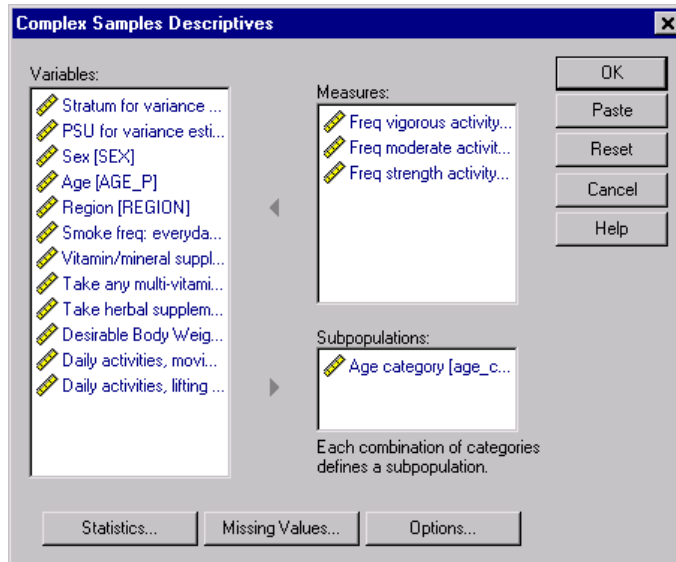 Complex Samples Descriptives
Variables:
Stratum for variance ...
PSU for variance esti...
Sex [SEX]
Age [AGE_P]
Region [REGION]
Smoke freq: everyda...
Vitamin/mineral suppl...
Take any multi-vitami...
Take herbal supplem...
Desirable Body Weig...
Daily activities, movi...
Daily activities, lifting ...
Measures:
Freq vigorous activity...
Freq moderate activit...
Freq strength activity...
Subpopulations:
Age category [age_c...
Each combination of categories
defines a subpopulation.
OK
Paste
Reset
Cancel
Help
Statistics...
Missing Values...
Options...